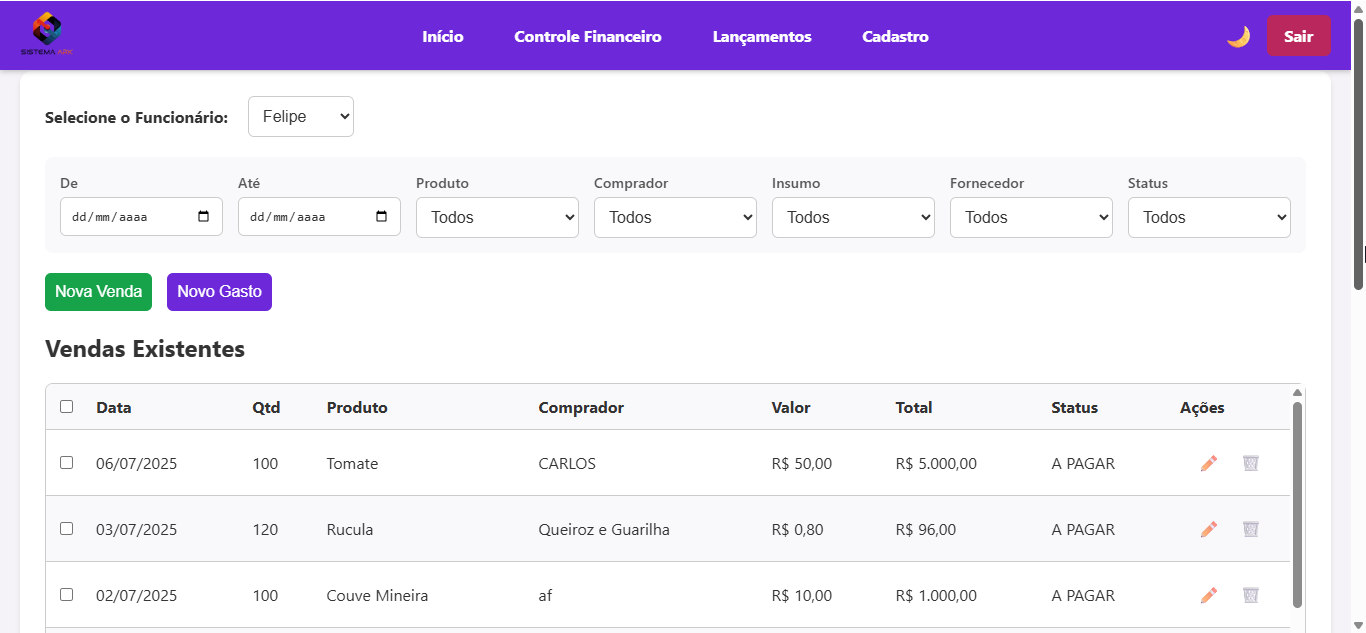 SISTEMA ARK
Início Controle Financeiro Lançamentos Cadastro Sair
Selecione o Funcionário: Felipe
De Até Produto Comprador Insumo Fornecedor Status
dd/mm/aaaa dd/mm/aaaa Todos Todos Todos Todos Todos
Nova Venda Novo Gasto
Vendas Existentes
Data Qtd Produto Comprador Valor Total Status Ações
06/07/2025 100 Tomate CARLOS R$ 50,00 R$ 5.000,00 A PAGAR
03/07/2025 120 Rucula Queiroz e Guarilha R$ 0,80 R$ 96,00 A PAGAR
02/07/2025 100 Couve Mineira af R$ 10,00 R$ 1.000,00 A PAGAR